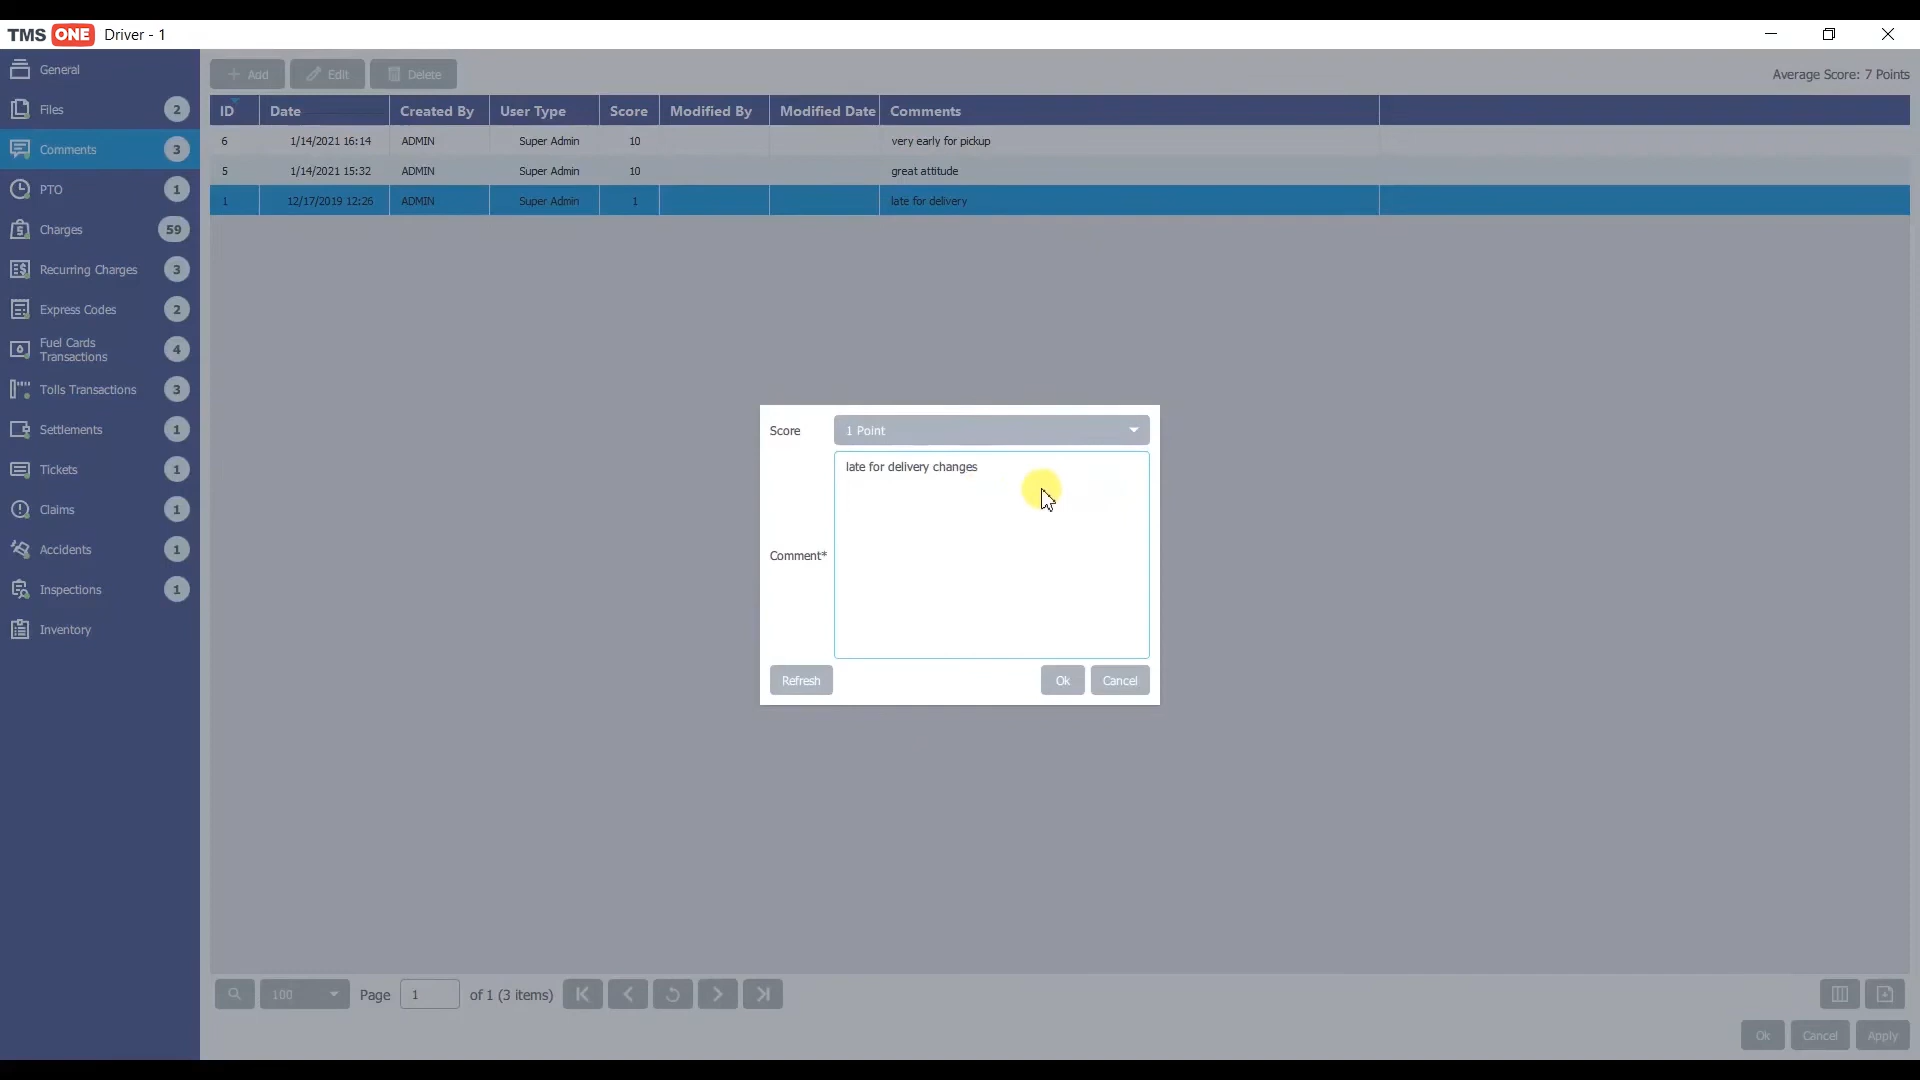 TMS ONE Driver - 1
General
Files 2
Comments 3
PTO 1
Charges 59
Recurring Charges 3
Express Codes 2
Fuel Cards
Transactions 4
Tolls Transactions 3
Settlements 1
Tickets 1
Claims 1
Accidents 1
Inspections 1
Inventory
Add Edit Delete Average Score: 7 Points
ID Date Created By User Type Score Modified By Modified Date Comments
6 1/14/2021 16:14 ADMIN Super Admin 10 very early for pickup
5 1/14/2021 15:32 ADMIN Super Admin 10 great attitude
1 12/17/2019 12:26 ADMIN Super Admin 1 late for delivery
Score 1 Point
late for delivery changes
Comment*
Refresh Ok Cancel
100 Page 1 of 1 (3 items)
Ok Cancel Apply